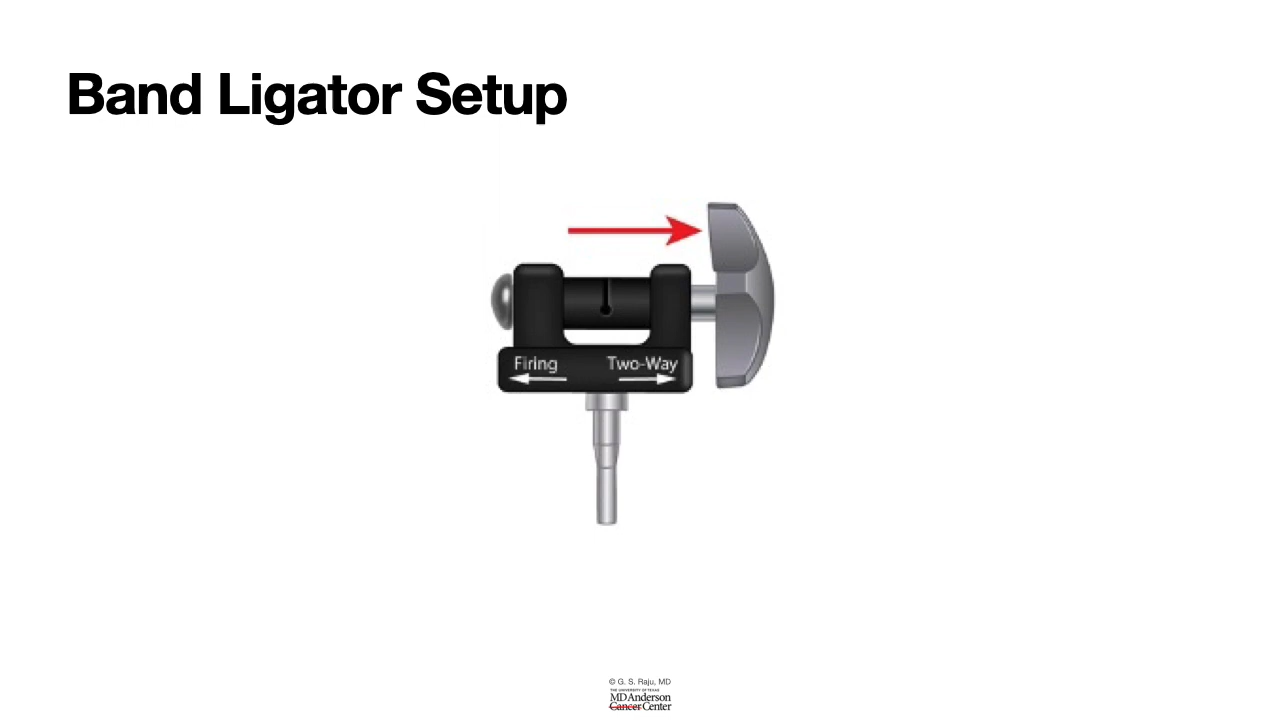 Band Ligator Setup
Firing Two-Way
© G. S. Raju, MD
THE UNIVERSITY OF TEXAS
MD Anderson
Cancer Center